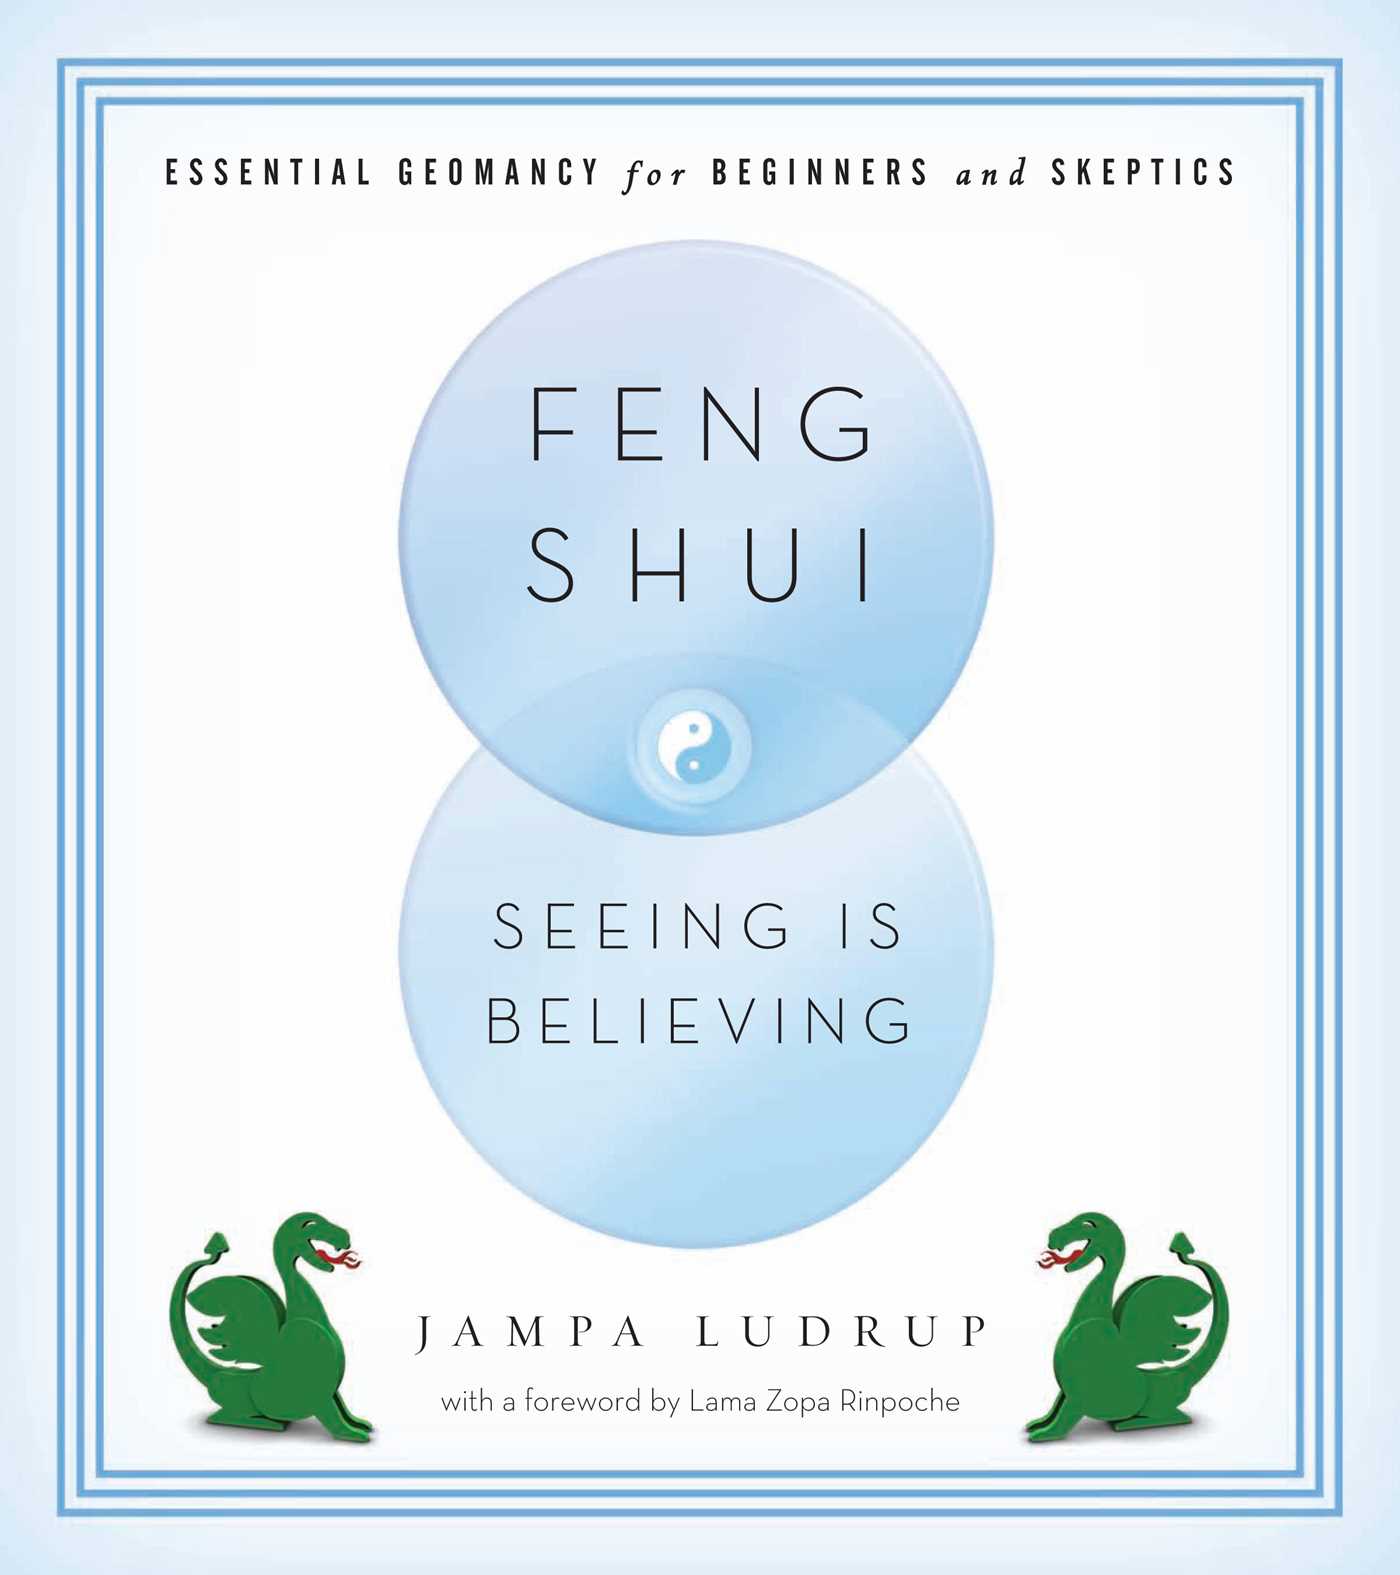 ESSENTIAL GEOMANCY for BEGINNERS and SKEPTICS
FENG
SHUI
SEEING IS
BELIEVING
JAMPA LUDRUP
with a foreword by Lama Zopa Rinpoche